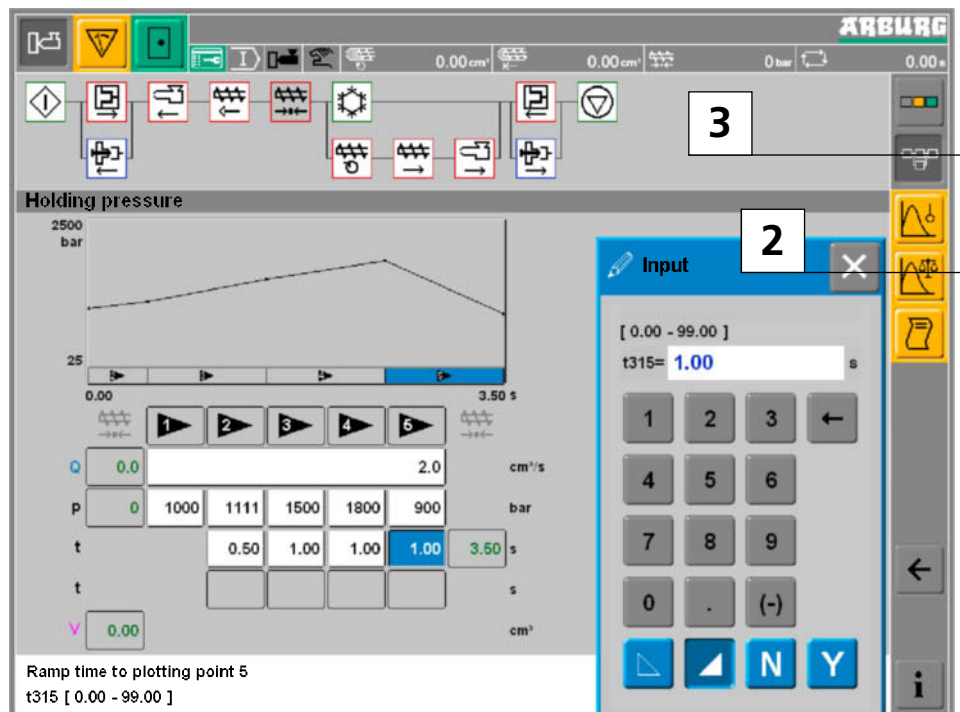 ARBURG
0.00 cm³ 0.00 cm³ 0 bar 0.00 s
3
Holding pressure
2500
bar
25
0.00 3.50 s
1 2 3 4 5
Q 0.0 2.0 cm³/s
p 0 1000 1111 1500 1800 900 bar
t 0.50 1.00 1.00 1.00 3.50 s
t s
V 0.00 cm³
Ramp time to plotting point 5
t315 [ 0.00 - 99.00 ]
2
Input
[ 0.00 - 99.00 ]
t315= 1.00 s
1 2 3 ←
4 5 6
7 8 9
0 . (-)
N Y
i